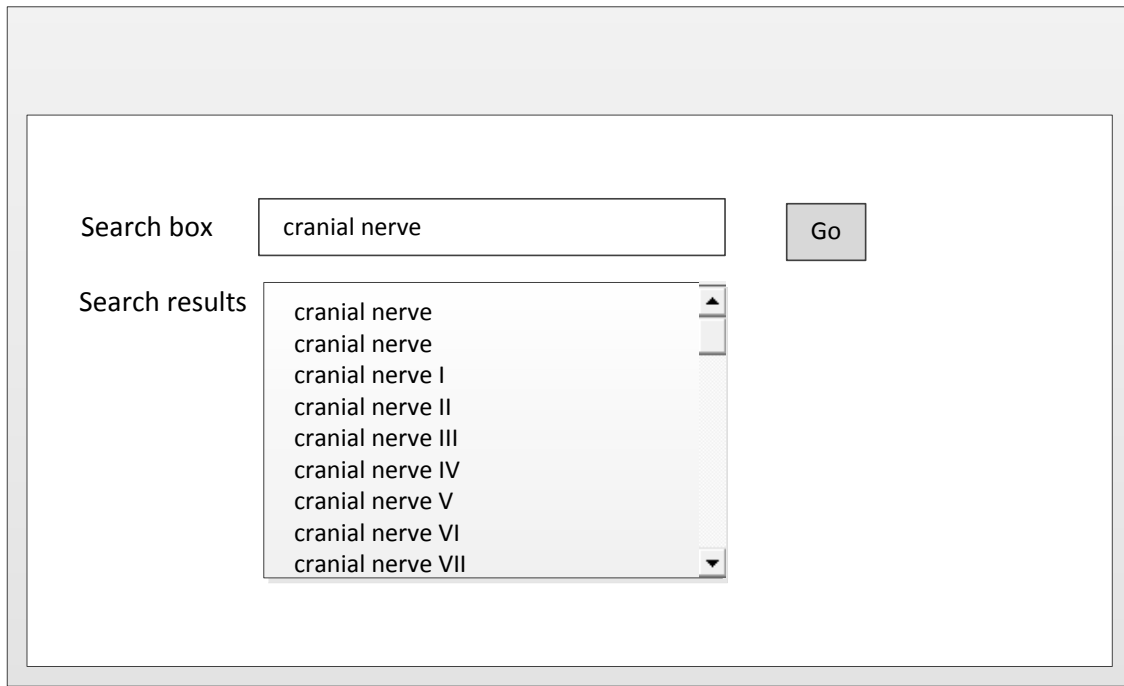 Search box
cranial nerve
Go
Search results
cranial nerve
cranial nerve
cranial nerve I
cranial nerve II
cranial nerve III
cranial nerve IV
cranial nerve V
cranial nerve VI
cranial nerve VII